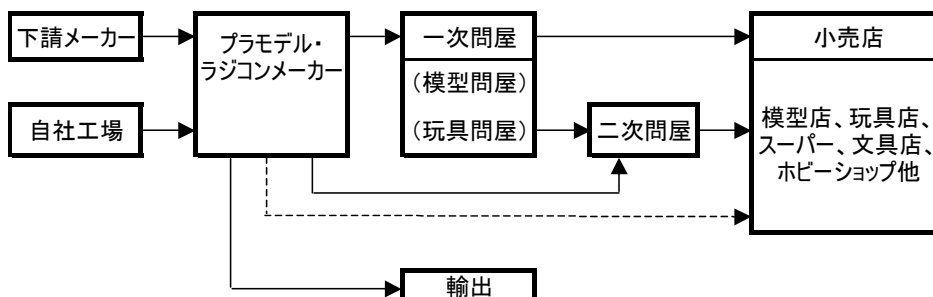 下請メーカー
自社工場
プラモデル・
ラジコンメーカー
一次問屋
（模型問屋）
（玩具問屋）
二次問屋
小売店
模型店、玩具店、
スーパー、文具店、
ホビーショップ他
輸出